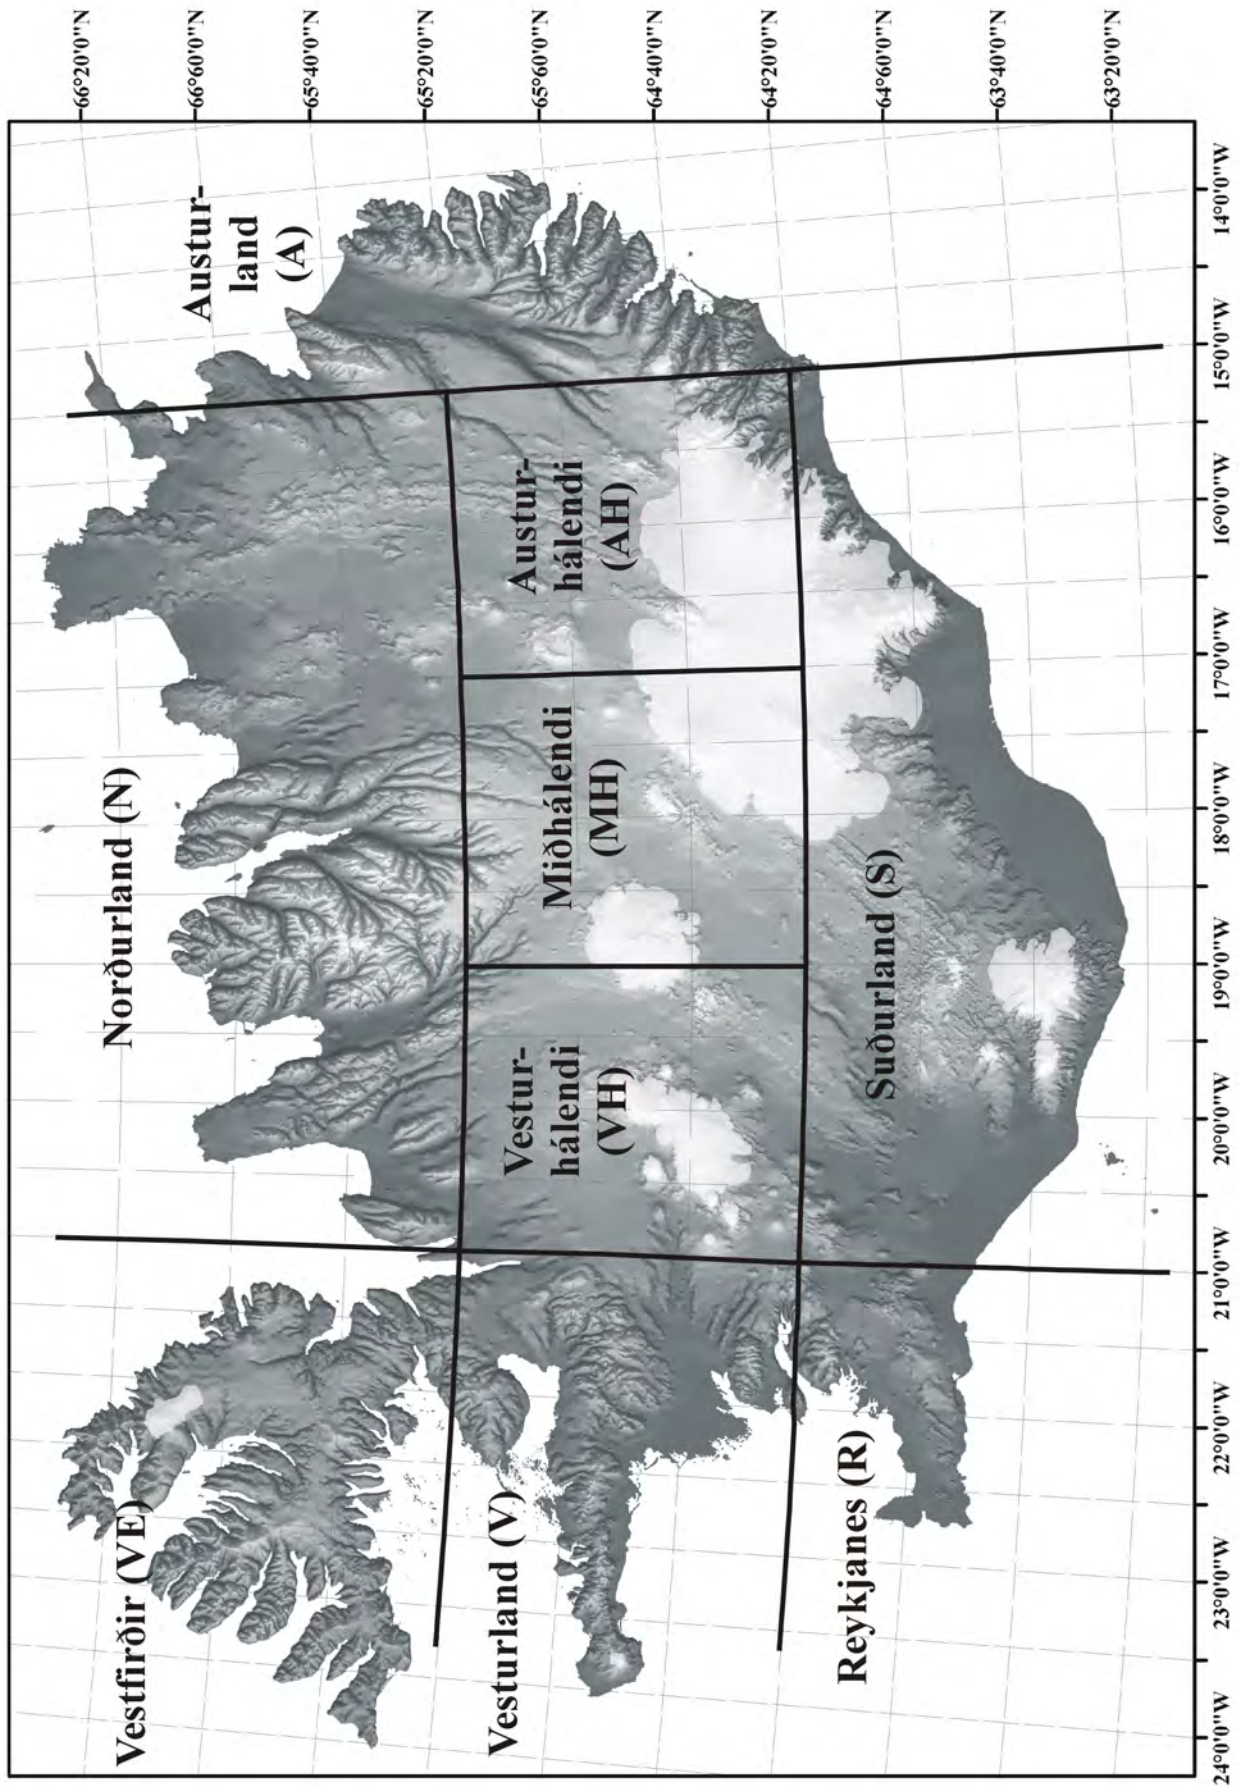 Vestfirðir (VE)
Norðurland (N)
Austur-
land
(A)
Vesturland (V)
Vestur-
hálendi
(VH)
Miðhálendi
(MH)
Austur-
hálendi
(AH)
Reykjanes (R)
Suðurland (S)
66°20'0"N
66°60'0"N
65°40'0"N
65°20'0"N
65°60'0"N
64°40'0"N
64°20'0"N
64°60'0"N
63°40'0"N
63°20'0"N
24°0'0"W
23°0'0"W
22°0'0"W
21°0'0"W
20°0'0"W
19°0'0"W
18°0'0"W
17°0'0"W
16°0'0"W
15°0'0"W
14°0'0"W